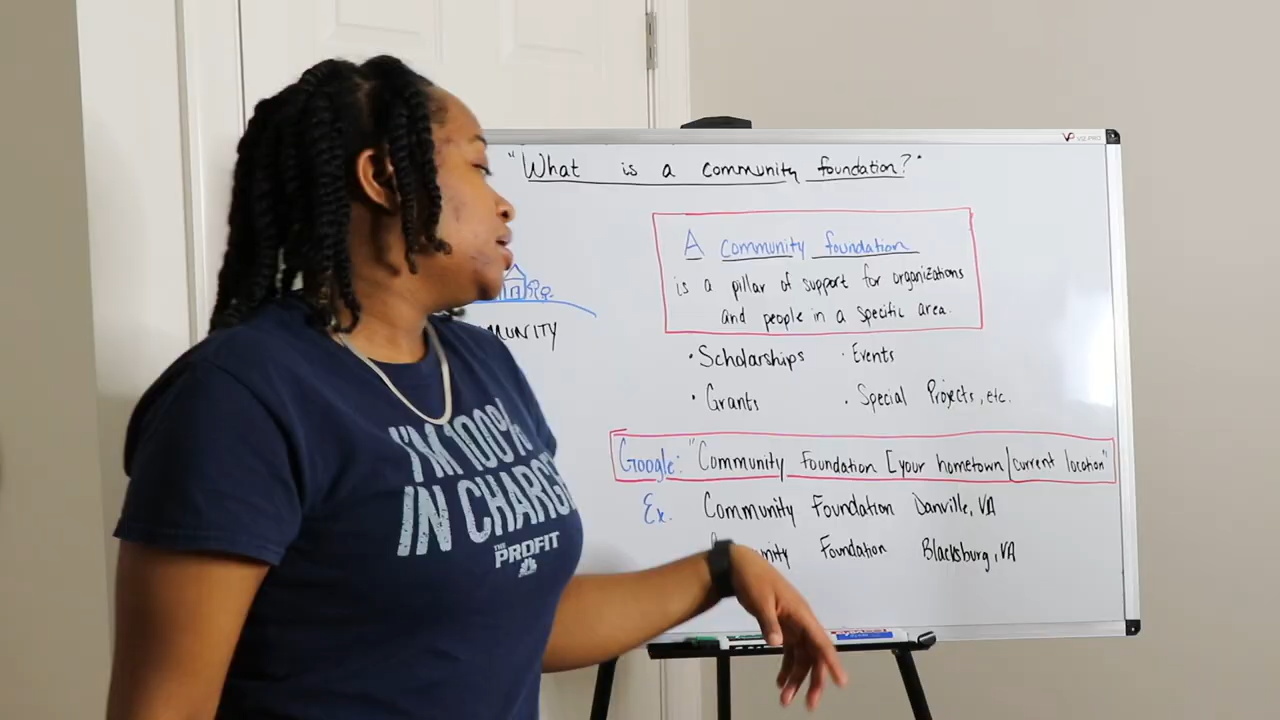 "What is a community foundation?"
A community foundation
is a pillar of support for organizations
and people in a specific area.
• Scholarships • Events
• Grants • Special Projects, etc.
Google: "Community Foundation [your hometown/current location"
Ex. Community Foundation Danville, VA
Foundation Blacksburg, VA
I'M 100%
IN CHARGE
THE
PROFIT
VIZ PRO